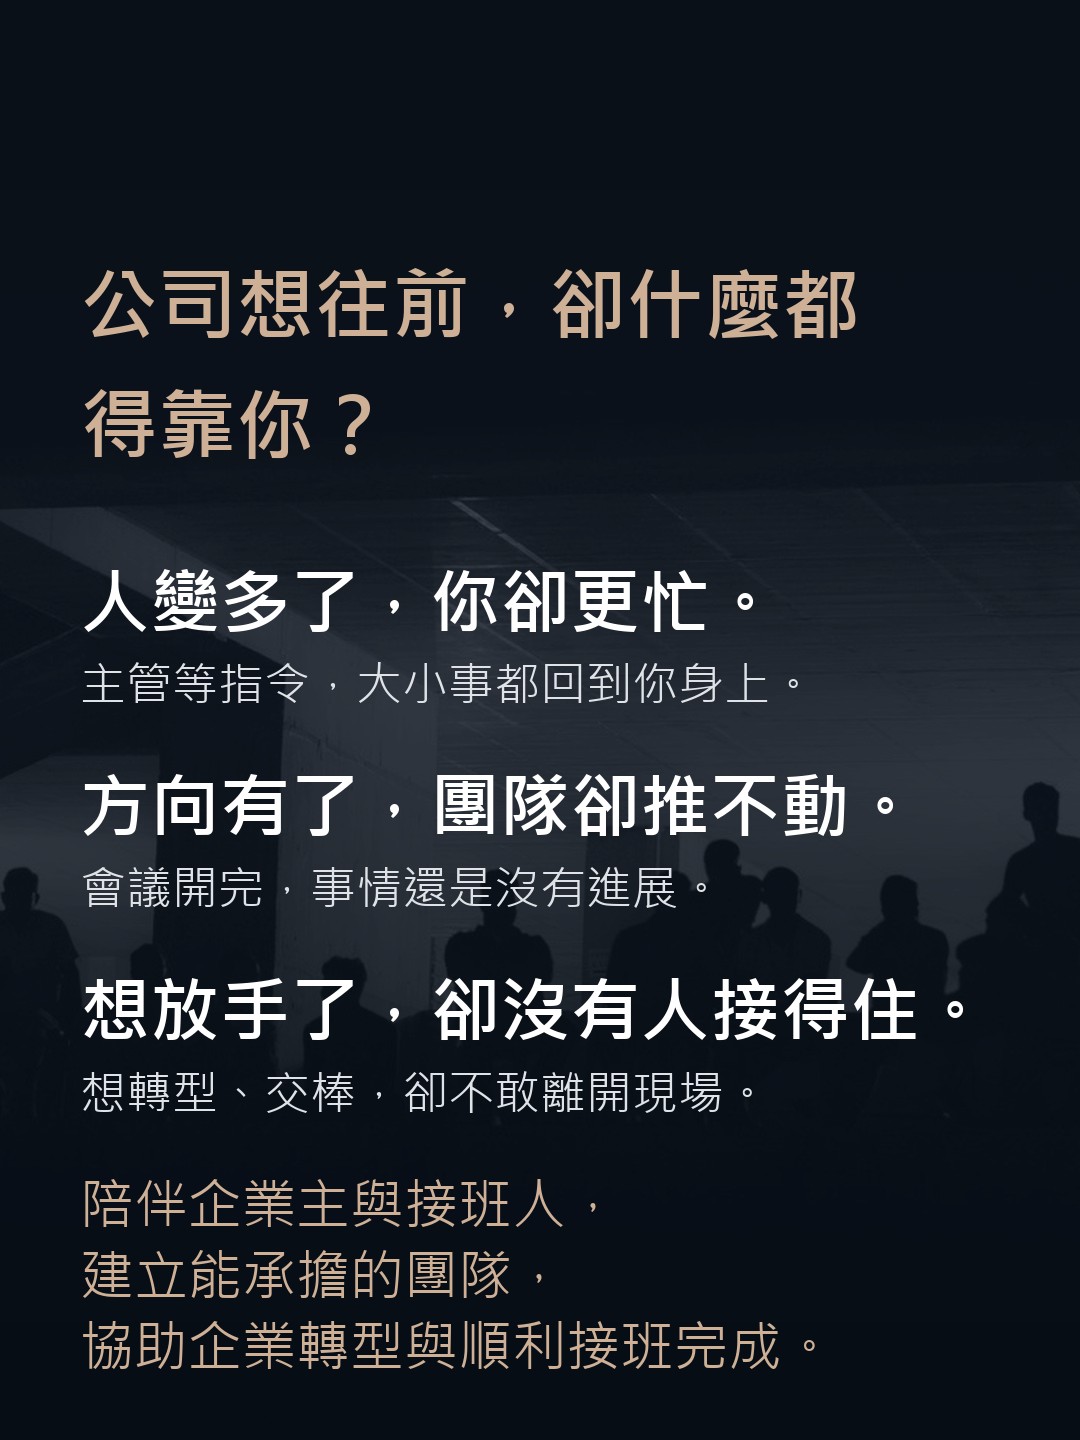 公司想往前，卻什麼都
得靠你？
人變多了，你卻更忙。
主管等指令，大小事都回到你身上。
方向有了，團隊卻推不動。
會議開完，事情還是沒有進展。
想放手了，卻沒有人接得住。
想轉型、交棒，卻不敢離開現場。
陪伴企業主與接班人，
建立能承擔的團隊，
協助企業轉型與順利接班完成。